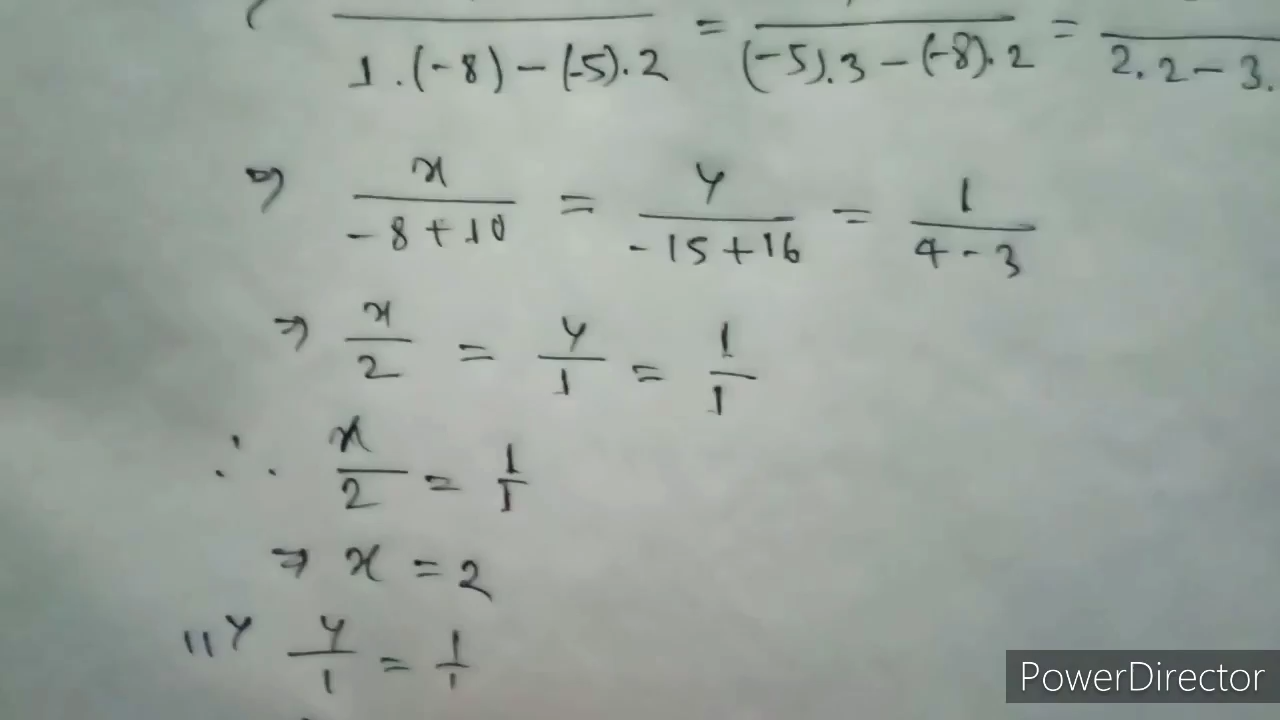 1.(-8) - (-5).2 = (-5).3 - (-8).2 = 2.2 - 3.
⇒ x/(-8+10) = y/(-15+16) = 1/(4-3)
⇒ x/2 = y/1 = 1/1
∴ x/2 = 1/1
⇒ x = 2
|||y y/1 = 1/1
PowerDirector